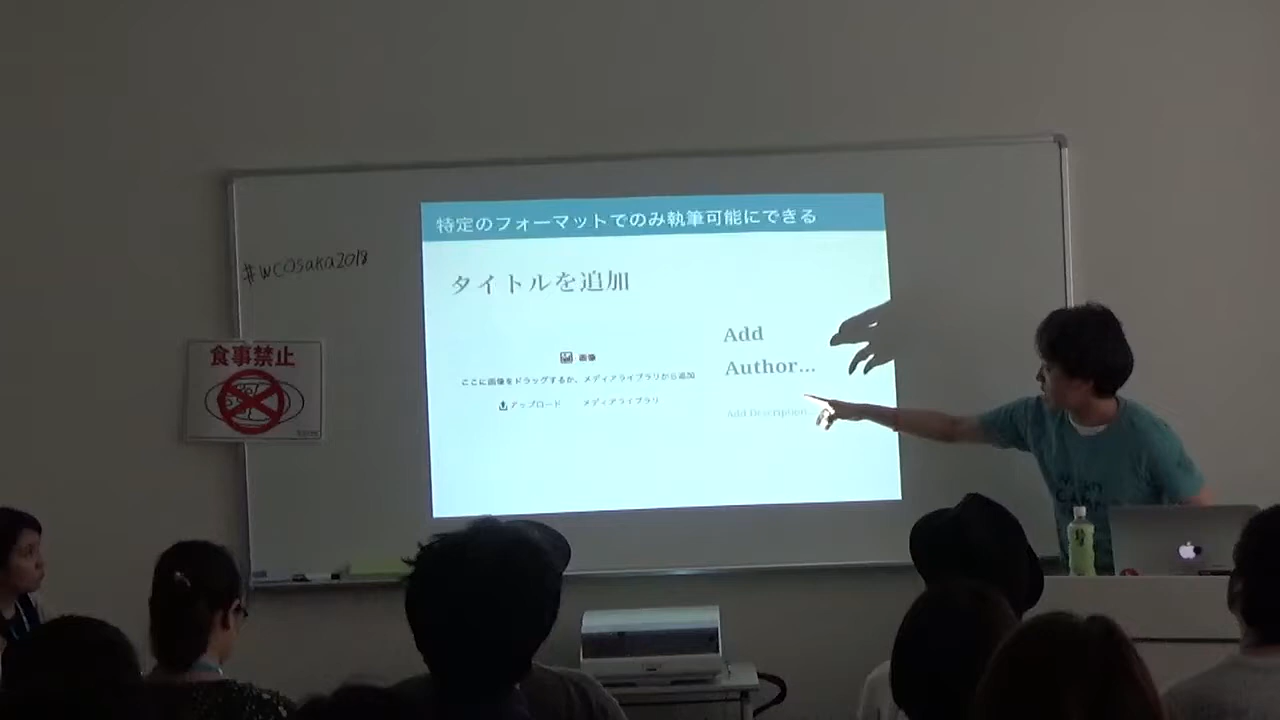 特定のフォーマットでのみ執筆可能にできる
#WCOsaka2018
タイトルを追加
食事禁止
画像
ここに画像をドラッグするか、メディアライブラリから追加
アップロード メディアライブラリ
Add
Author...
Add Description...